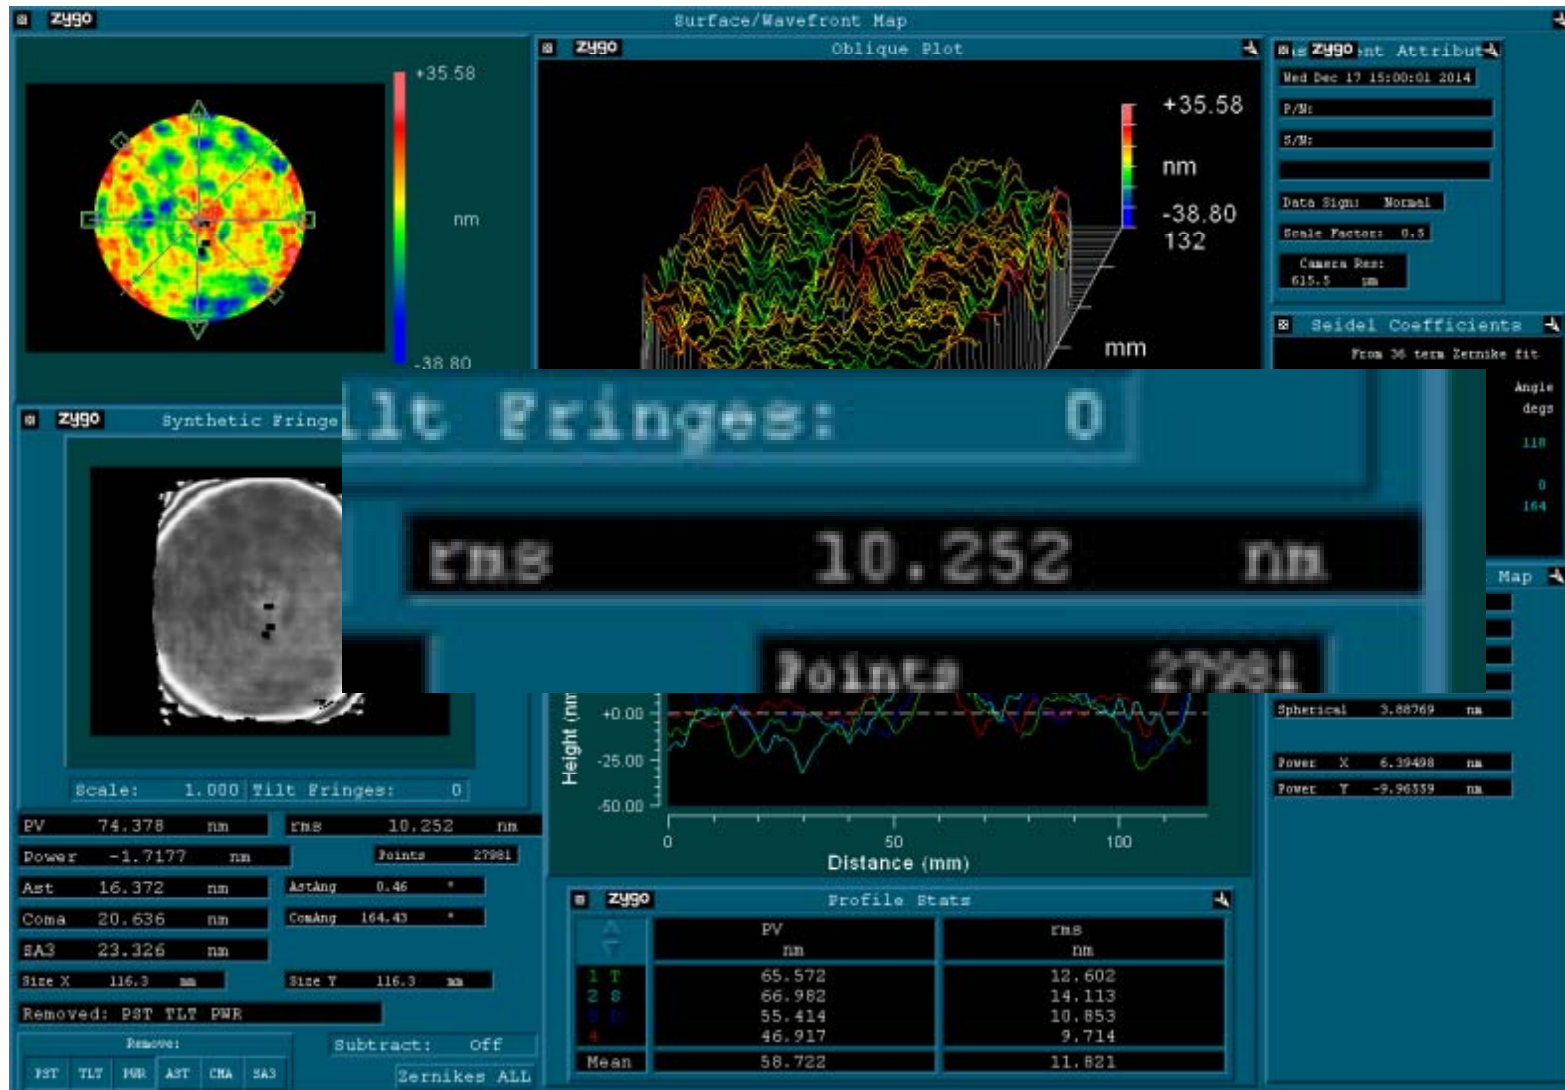 zygo Surface/Wavefront Map
+35.58
nm
-38.80
zygo Oblique Plot
+35.58
nm
-38.80
132
mm
zygo
Wed Dec 17 15:00:01 2014
P/N:
S/N:
Data Sign: Normal
Scale Factor: 0.5
Camera Res:
615.5 µm
Seidel Coefficients
From 36 term Zernike fit
Angle
degs
118
0
164
zygo Synthetic Fringe
ilt Fringes: 0
rms 10.252 nm
Points 27981
Scale: 1.000 Tilt Fringes: 0
PV 74.378 nm rms 10.252 nm
Power -1.7177 nm Points 27981
Ast 16.372 nm AstAng 0.46 °
Coma 20.636 nm ComAng 164.43 °
SA3 23.326 nm
Size X 116.3 mm Size Y 116.3 mm
Removed: PST TLT PWR
Remove:
PST TLT PWR AST CMA SA3
Subtract: Off
Zernikes ALL
Height (nm
+0.00
-25.00
-50.00
0 50 100
Distance (mm)
zygo Profile Stats
PV rms
nm nm
1 T 65.572 12.602
2 S 66.982 14.113
55.414 10.853
4 46.917 9.714
Mean 58.722 11.821
Map
Spherical 3.88769 nm
Power X 6.39498 nm
Power Y nm